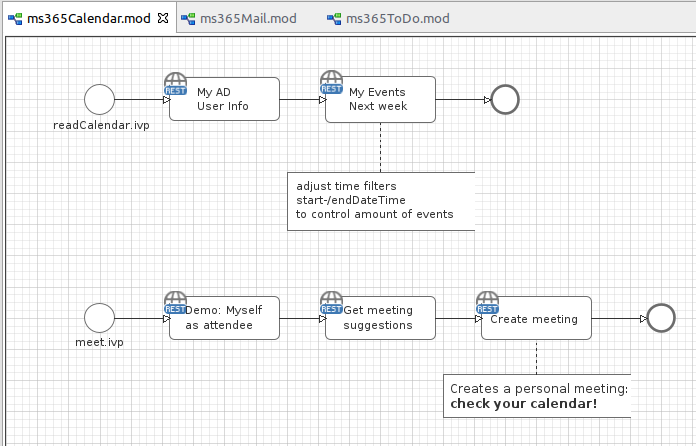 ms365Calendar.mod
ms365Mail.mod
ms365ToDo.mod
REST
My AD
User Info
REST
My Events
Next week
readCalendar.ivp
adjust time filters
start-/endDateTime
to control amount of events
REST
Demo: Myself
as attendee
REST
Get meeting
suggestions
REST
Create meeting
meet.ivp
Creates a personal meeting:
check your calendar!